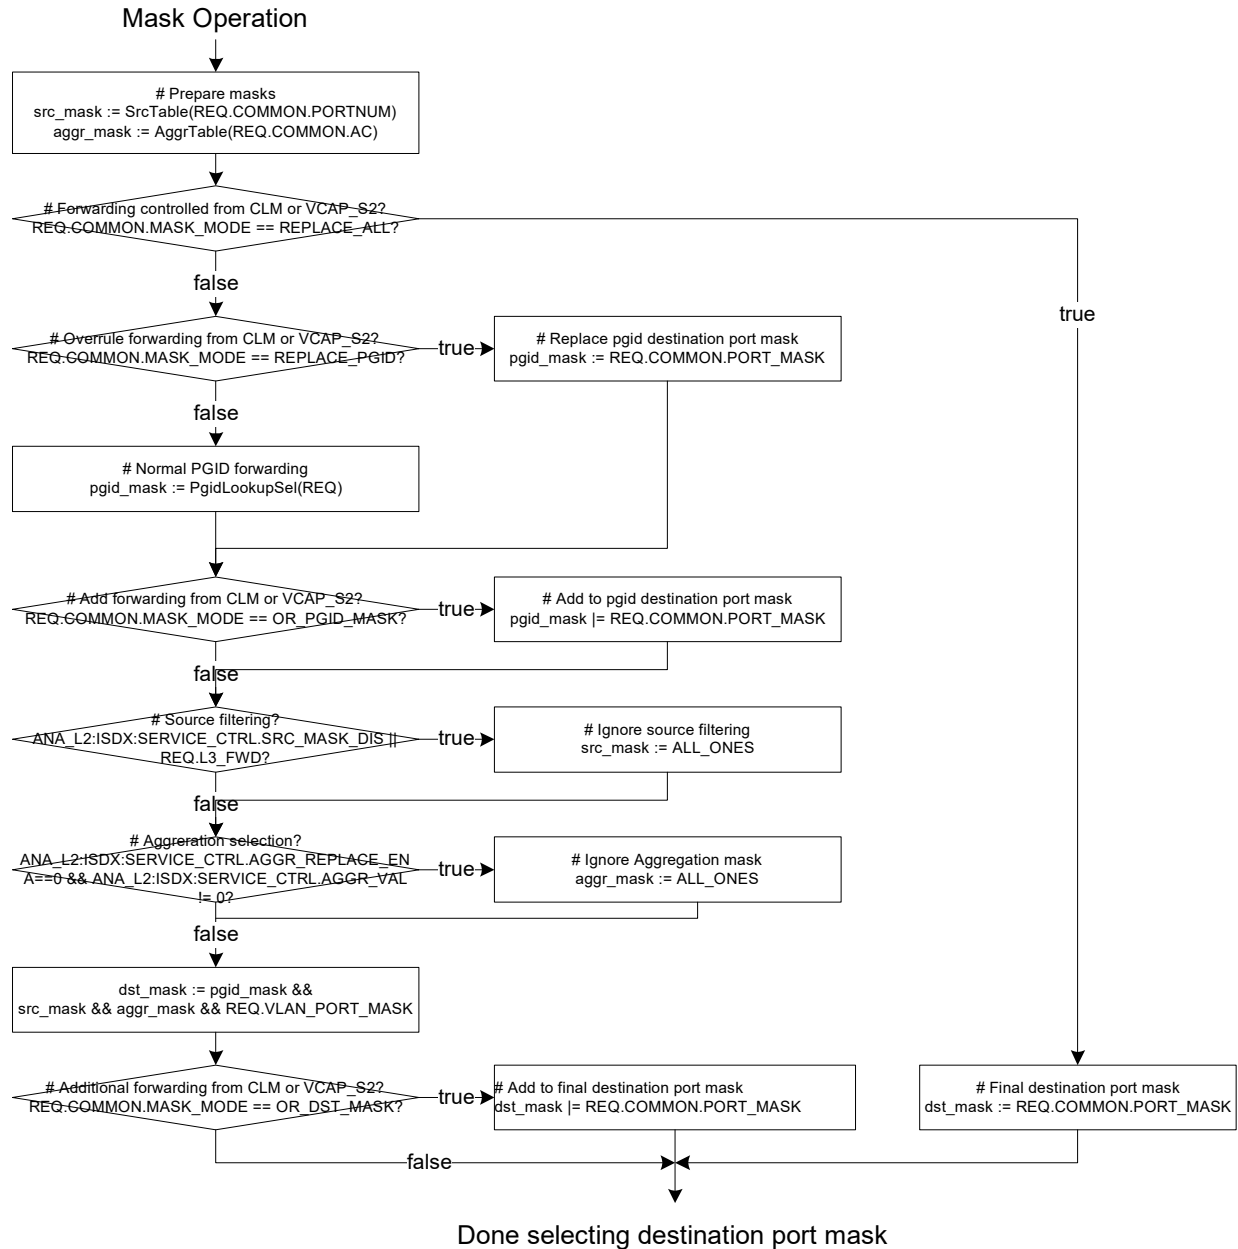 Mask Operation
# Prepare masks
src_mask := SrcTable(REQ.COMMON.PORTNUM)
aggr_mask := AggrTable(REQ.COMMON.AC)
# Forwarding controlled from CLM or VCAP_S2?
REQ.COMMON.MASK_MODE == REPLACE_ALL?
false
true
# Overrule forwarding from CLM or VCAP_S2?
REQ.COMMON.MASK_MODE == REPLACE_PGID?
true
# Replace pgid destination port mask
pgid_mask := REQ.COMMON.PORT_MASK
false
# Normal PGID forwarding
pgid_mask := PgidLookupSel(REQ)
# Add forwarding from CLM or VCAP_S2?
REQ.COMMON.MASK_MODE == OR_PGID_MASK?
true
# Add to pgid destination port mask
pgid_mask |= REQ.COMMON.PORT_MASK
false
# Source filtering?
ANA_L2:ISDX:SERVICE_CTRL.SRC_MASK_DIS ||
REQ.L3_FWD?
true
# Ignore source filtering
src_mask := ALL_ONES
false
# Aggreration selection?
ANA_L2:ISDX:SERVICE_CTRL.AGGR_REPLACE_EN
A==0 && ANA_L2:ISDX:SERVICE_CTRL.AGGR_VAL
!= 0?
true
# Ignore Aggregation mask
aggr_mask := ALL_ONES
false
dst_mask := pgid_mask &&
src_mask && aggr_mask && REQ.VLAN_PORT_MASK
# Additional forwarding from CLM or VCAP_S2?
REQ.COMMON.MASK_MODE == OR_DST_MASK?
true
# Add to final destination port mask
dst_mask |= REQ.COMMON.PORT_MASK
# Final destination port mask
dst_mask := REQ.COMMON.PORT_MASK
false
Done selecting destination port mask